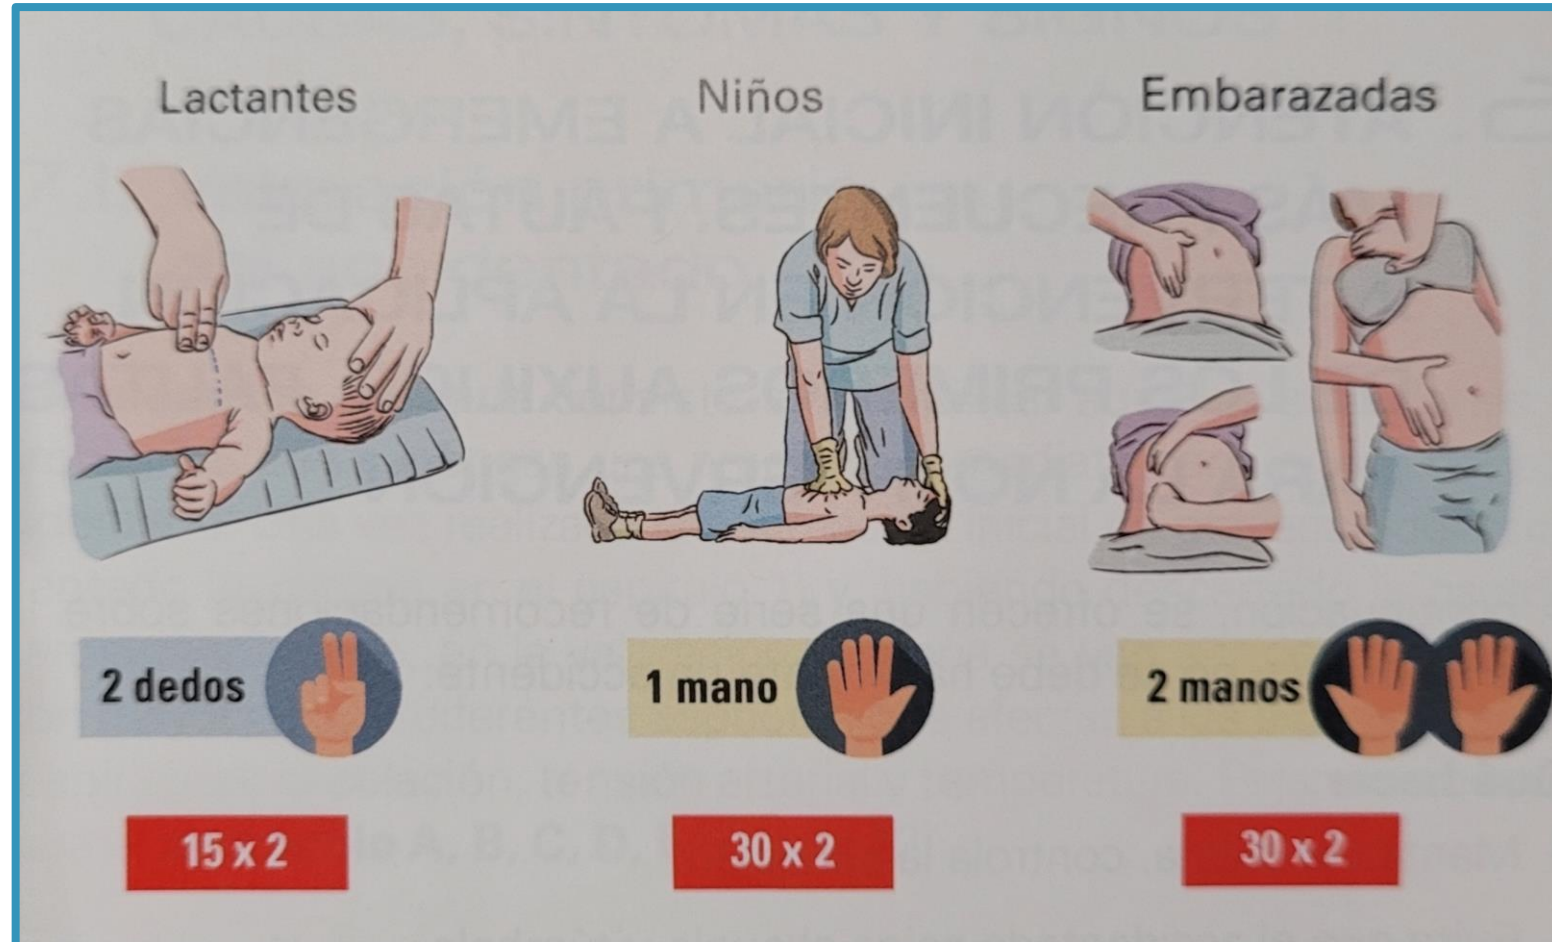 Lactantes
Niños
Embarazadas
2 dedos
1 mano
2 manos
15 x 2
30 x 2
30 x 2